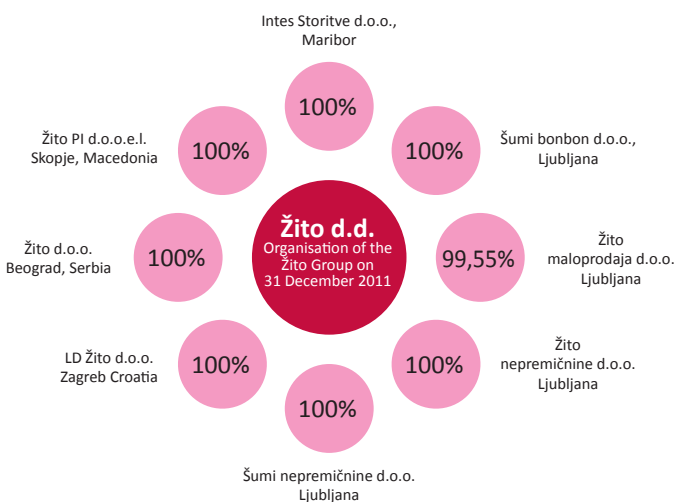 Intes Storitve d.o.o.,
Maribor
100%
Žito PI d.o.o.e.l.
Skopje, Macedonia
100%
100%
Šumi bonbon d.o.o.,
Ljubljana
Žito d.o.o.
Beograd, Serbia
100%
Žito d.d.
Organisation of the
Žito Group on
31 December 2011
99,55%
Žito
maloprodaja d.o.o.
Ljubljana
LD Žito d.o.o.
Zagreb Croatia
100%
100%
Žito
nepremičnine d.o.o.
Ljubljana
100%
Šumi nepremičnine d.o.o.
Ljubljana